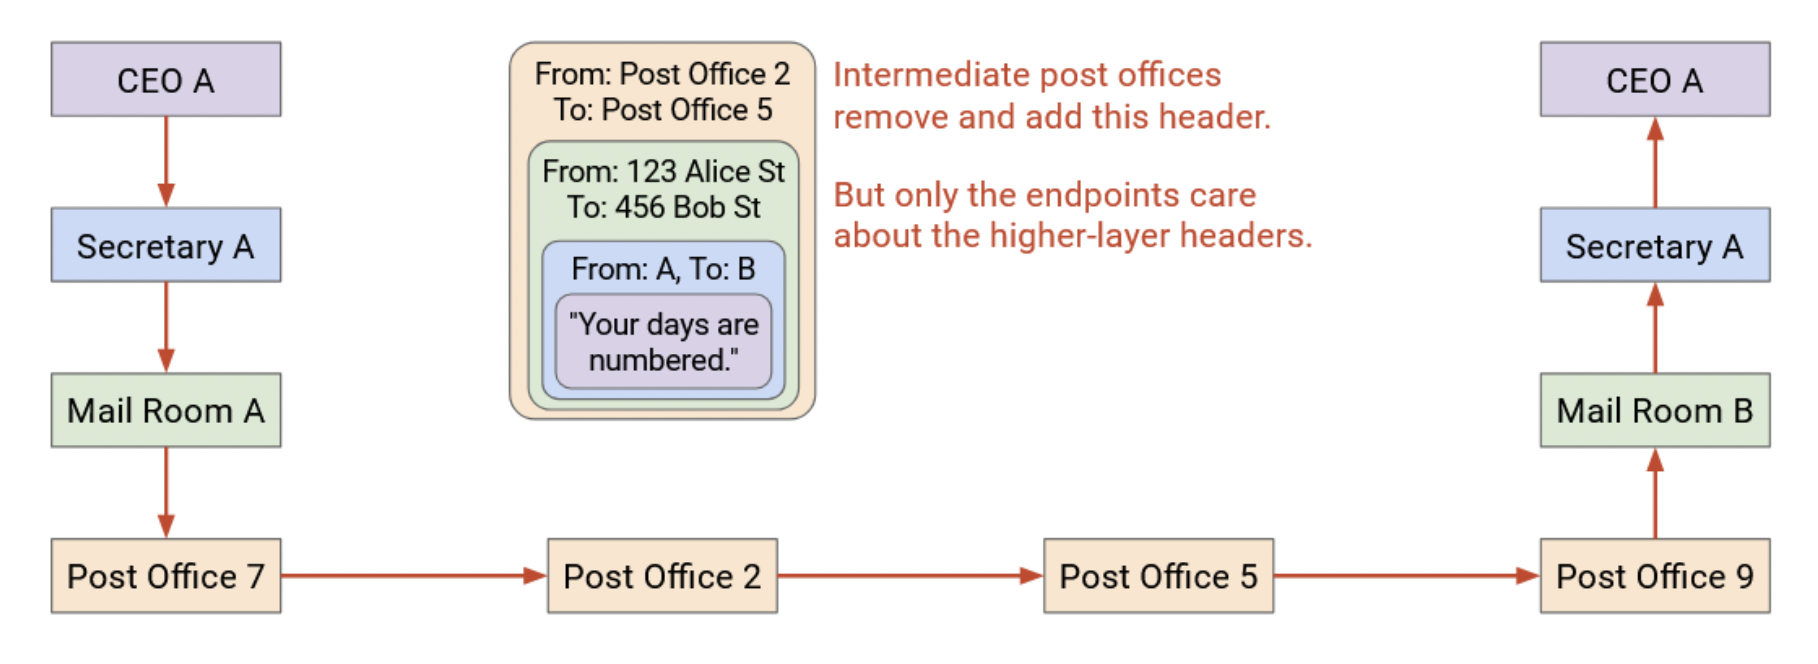 CEO A
Secretary A
Mail Room A
Post Office 7
From: Post Office 2
To: Post Office 5
From: 123 Alice St
To: 456 Bob St
From: A, To: B
"Your days are
numbered."
Intermediate post offices
remove and add this header.
But only the endpoints care
about the higher-layer headers.
Post Office 2
Post Office 5
CEO A
Secretary A
Mail Room B
Post Office 9